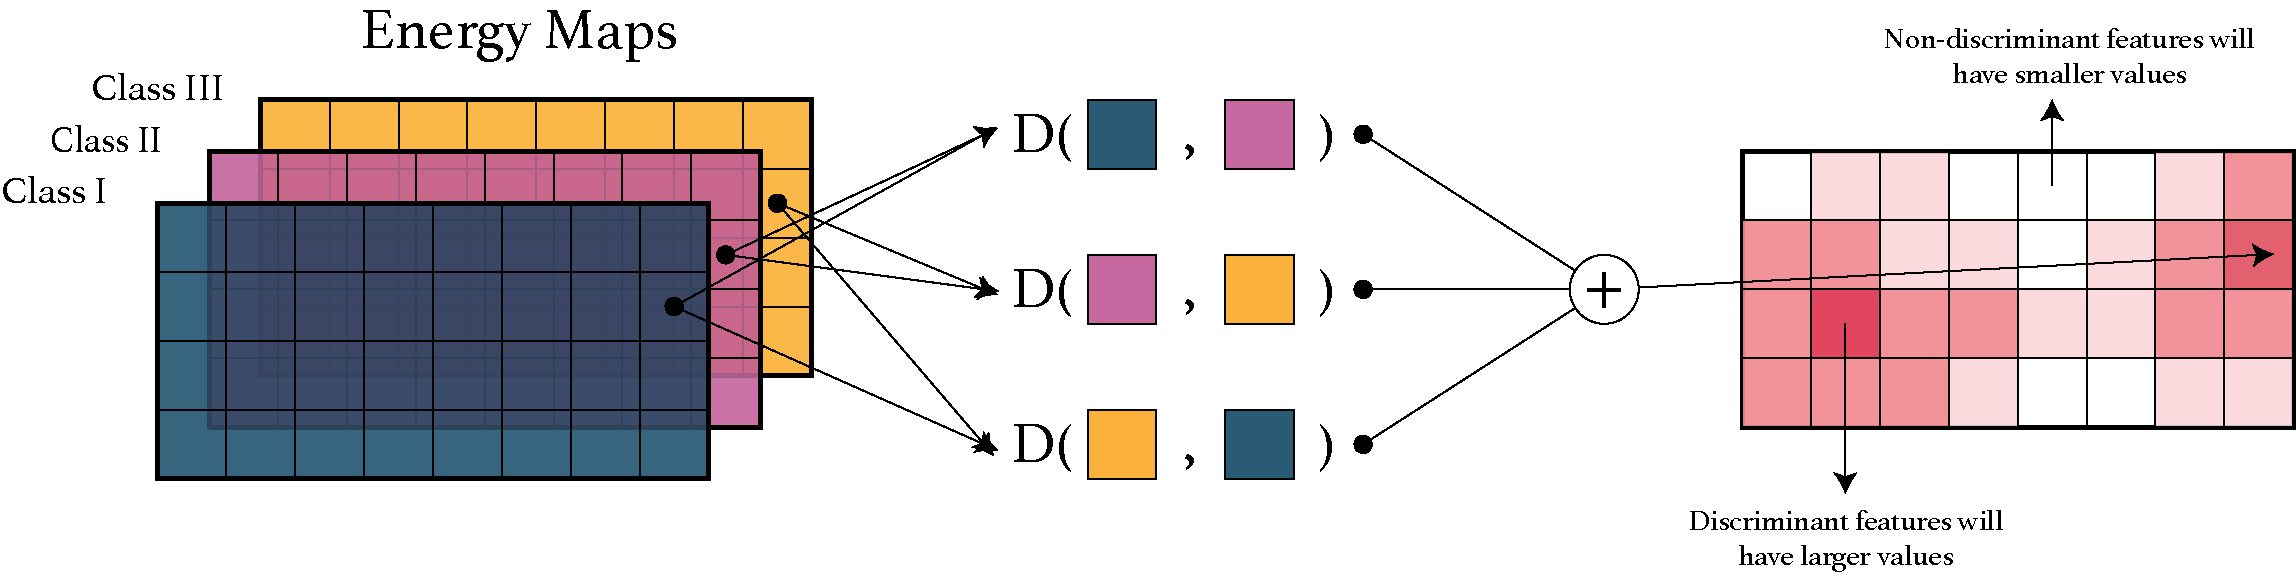 Energy Maps
Class III
Class II
Class I
D( , )
D( , )
D( , )
+
Non-discriminant features will
have smaller values
Discriminant features will
have larger values